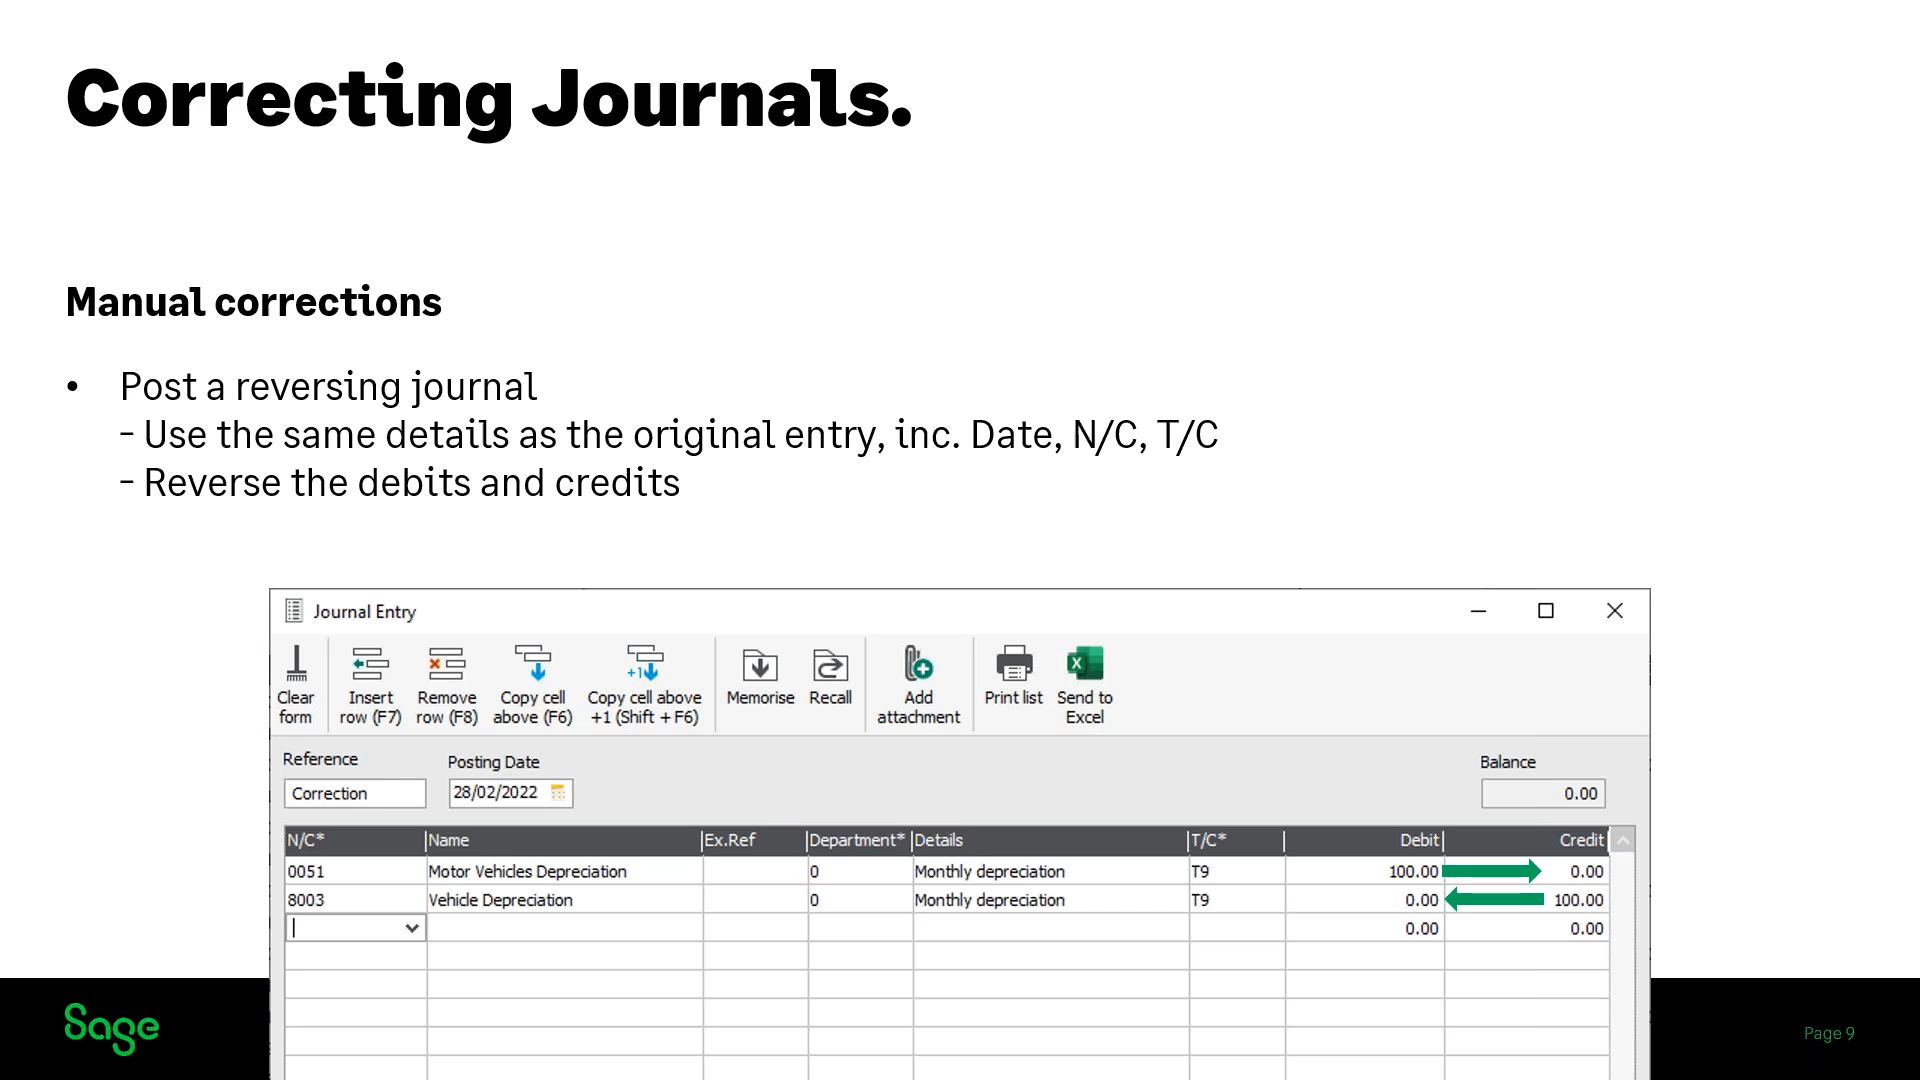 Correcting Journals.
Manual corrections
• Post a reversing journal
- Use the same details as the original entry, inc. Date, N/C, T/C
- Reverse the debits and credits
Journal Entry
Clear form
Insert row (F7)
Remove row (F8)
Copy cell above (F6)
Copy cell above +1 (Shift + F6)
Memorise
Recall
Add attachment
Print list
Send to Excel
Reference
Posting Date
Balance
Correction
28/02/2022
0.00
N/C* Name Ex.Ref Department* Details T/C* Debit Credit
0051 Motor Vehicles Depreciation 0 Monthly depreciation T9 100.00 0.00
8003 Vehicle Depreciation 0 Monthly depreciation T9 0.00 100.00
0.00 0.00
Sage
Page 9